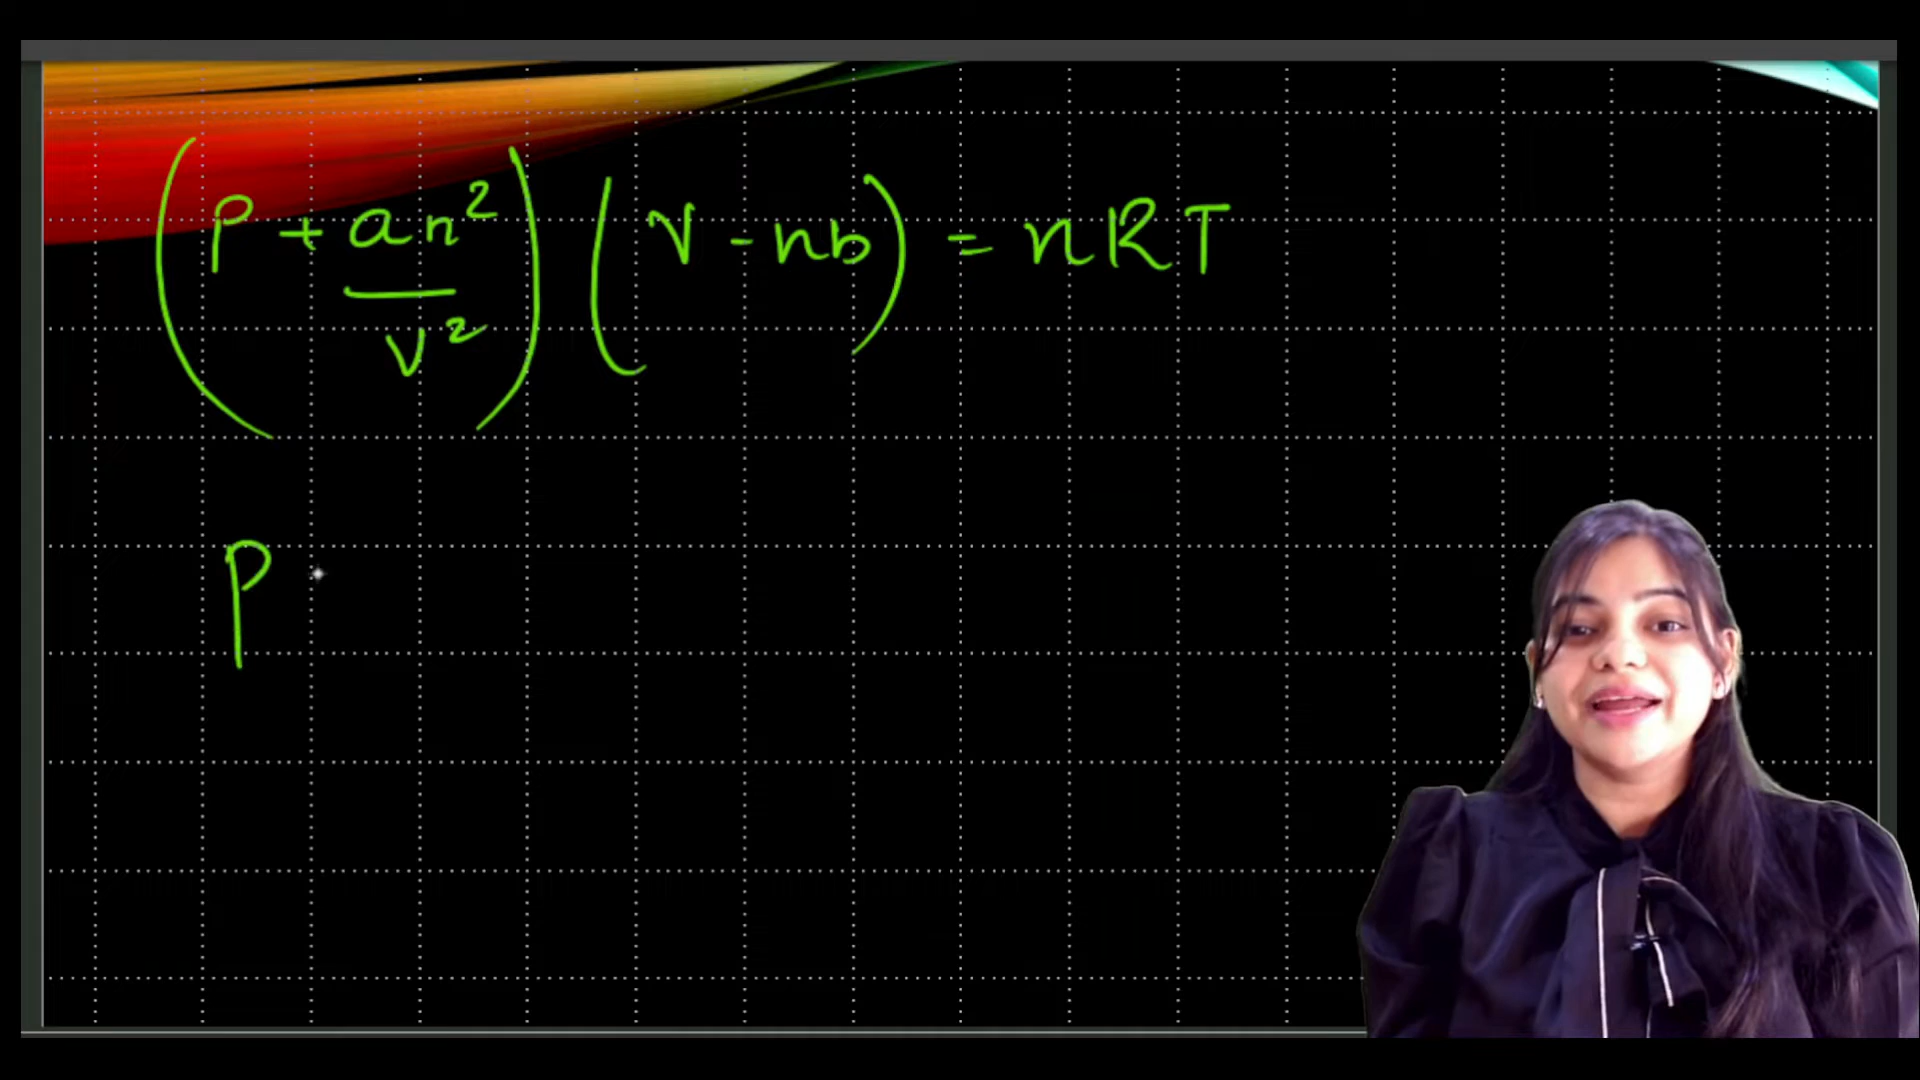 (P + an²/V²) (V - nb) = nRT
P